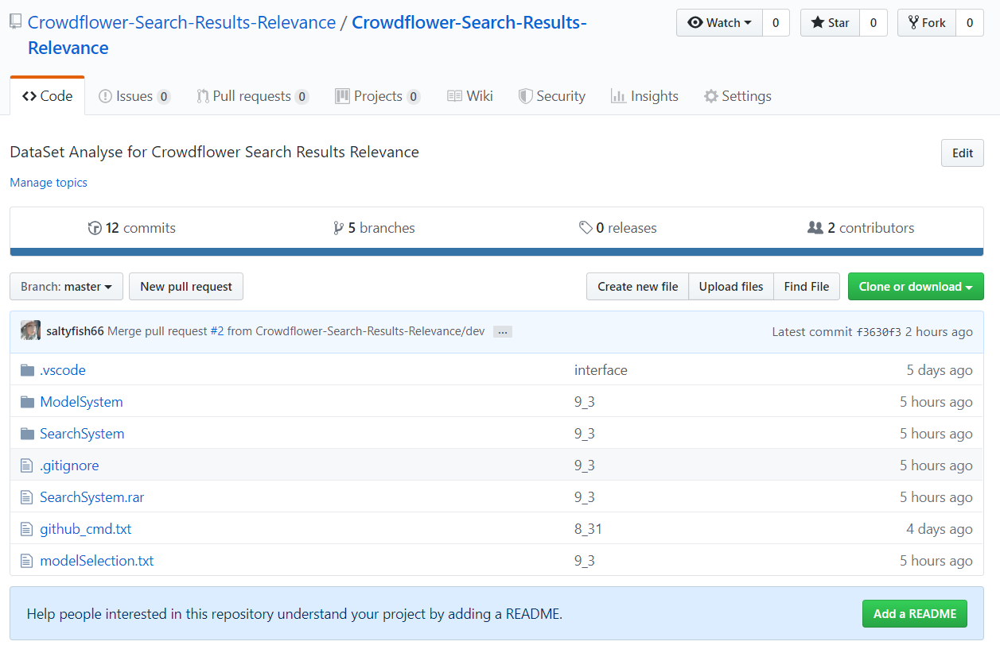 Crowdflower-Search-Results-Relevance / Crowdflower-Search-Results-
Relevance
Watch 0 Star 0 Fork 0
Code Issues 0 Pull requests 0 Projects 0 Wiki Security Insights Settings
DataSet Analyse for Crowdflower Search Results Relevance Edit
Manage topics
12 commits 5 branches 0 releases 2 contributors
Branch: master New pull request Create new file Upload files Find File Clone or download
saltyfish66 Merge pull request #2 from Crowdflower-Search-Results-Relevance/dev ... Latest commit f3630f3 2 hours ago
.vscode interface 5 days ago
ModelSystem 9_3 5 hours ago
SearchSystem 9_3 5 hours ago
.gitignore 9_3 5 hours ago
SearchSystem.rar 9_3 5 hours ago
github_cmd.txt 8_31 4 days ago
modelSelection.txt 9_3 5 hours ago
Help people interested in this repository understand your project by adding a README. Add a README